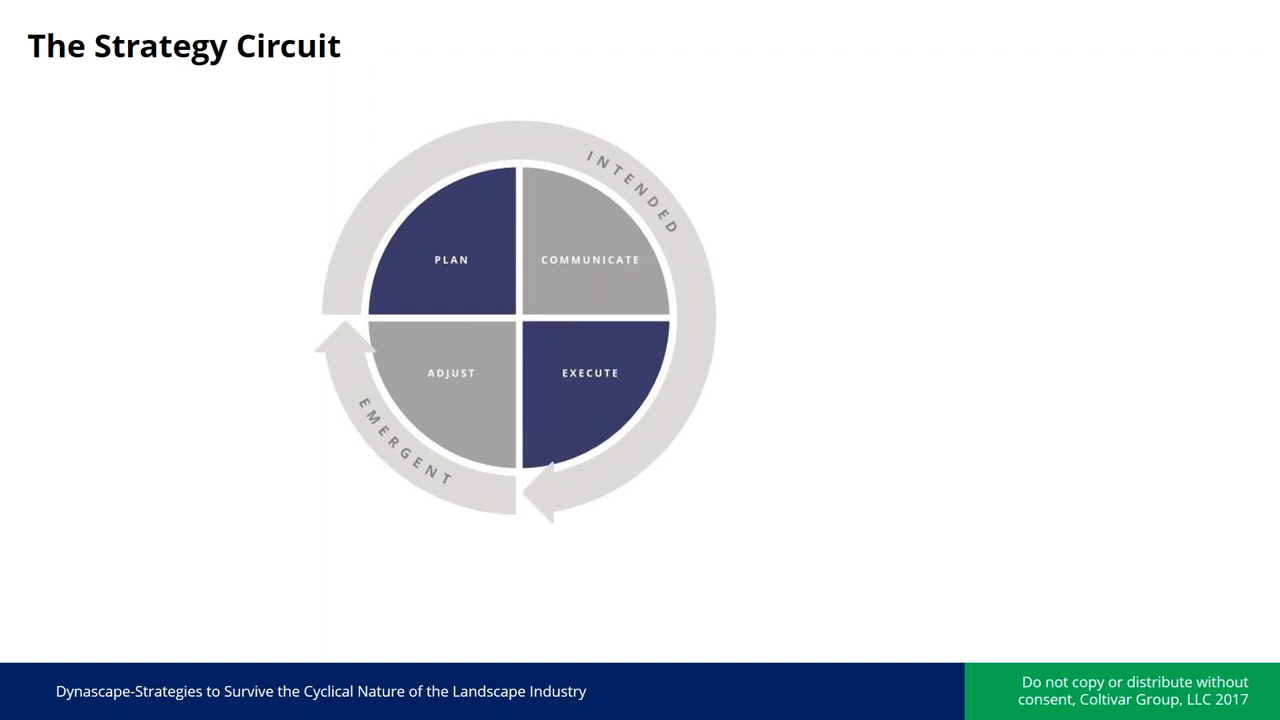 The Strategy Circuit
INTENDED
PLAN
COMMUNICATE
ADJUST
EXECUTE
EMERGENT
Dynascape-Strategies to Survive the Cyclical Nature of the Landscape Industry
Do not copy or distribute without
consent, Coltivar Group, LLC 2017